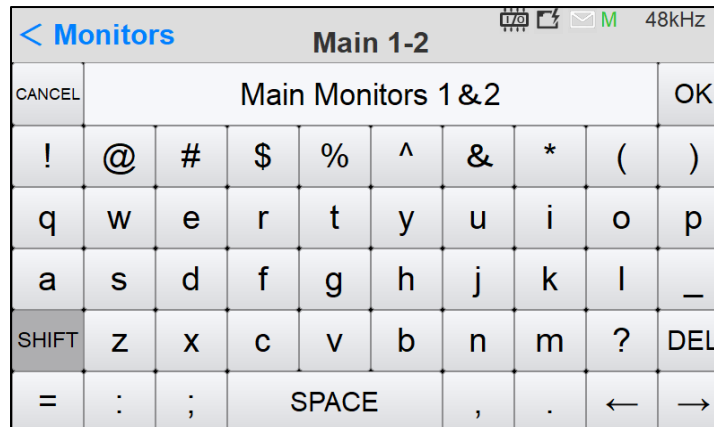 < Monitors Main 1-2 I/O M 48kHz
CANCEL Main Monitors 1&2 OK
! @ # $ % ^ & * ( )
q w e r t y u i o p
a s d f g h j k l _
SHIFT z x c v b n m ? DEL
= : ; SPACE , . ← →